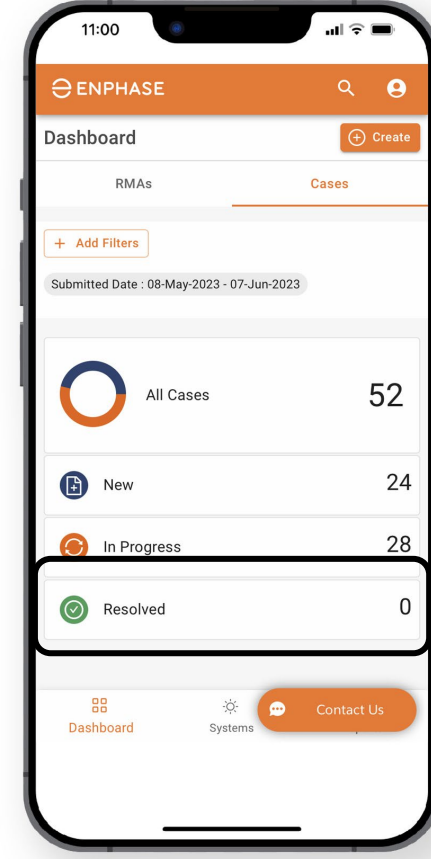 11:00
ENPHASE
Dashboard
Create
RMAs
Cases
+ Add Filters
Submitted Date : 08-May-2023 - 07-Jun-2023
All Cases
52
New
24
In Progress
28
Resolved
0
Dashboard
Systems
Contact Us